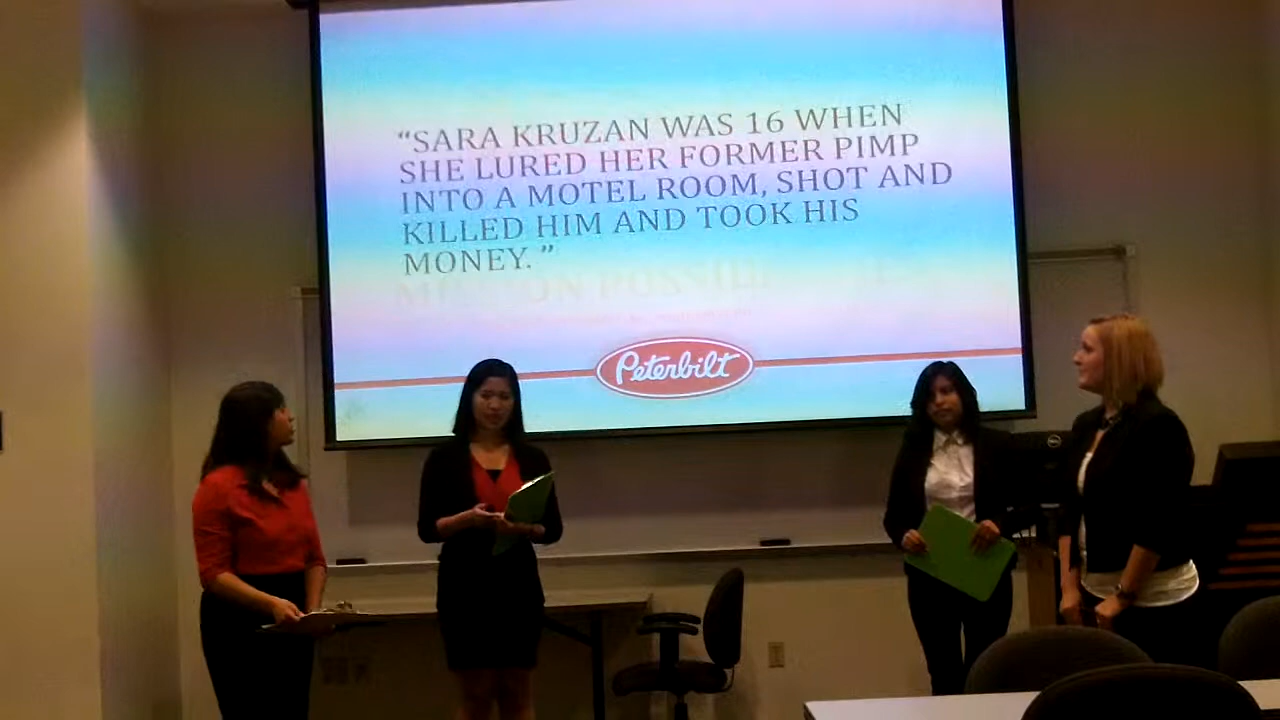 “SARA KRUZAN WAS 16 WHEN
SHE LURED HER FORMER PIMP
INTO A MOTEL ROOM, SHOT AND
KILLED HIM AND TOOK HIS
MONEY. ”
Peterbilt